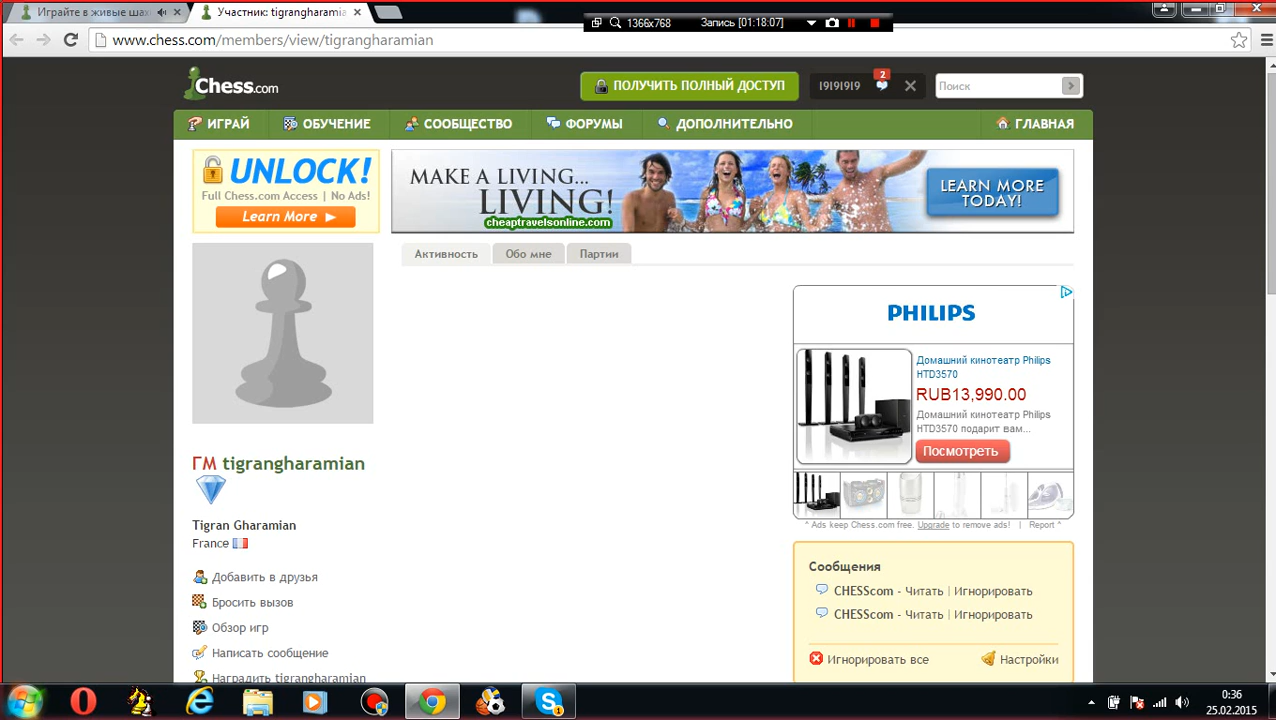 Играйте в живые шах
Участник: tigrangharamia
1366x768
Запись [01:18:07]
www.chess.com/members/view/tigrangharamian
Chess.com
ПОЛУЧИТЬ ПОЛНЫЙ ДОСТУП
19191919
2
Поиск
ИГРАЙ
ОБУЧЕНИЕ
СООБЩЕСТВО
ФОРУМЫ
ДОПОЛНИТЕЛЬНО
ГЛАВНАЯ
UNLOCK!
Full Chess.com Access | No Ads!
Learn More ►
MAKE A LIVING...
LIVING!
cheaptravelsonline.com
LEARN MORE
TODAY!
Активность
Обо мне
Партии
PHILIPS
Домашний кинотеатр Philips
HTD3570
RUB13,990.00
Домашний кинотеатр Philips
HTD3570 подарит вам...
Посмотреть
^ Ads keep Chess.com free. Upgrade to remove ads! | Report ^
ГМ tigrangharamian
Tigran Gharamian
France
Добавить в друзья
Бросить вызов
Обзор игр
Написать сообщение
Наградить tigrangharamian
Сообщения
CHESScom - Читать | Игнорировать
CHESScom - Читать | Игнорировать
Игнорировать все
Настройки
1
0:36
25.02.2015